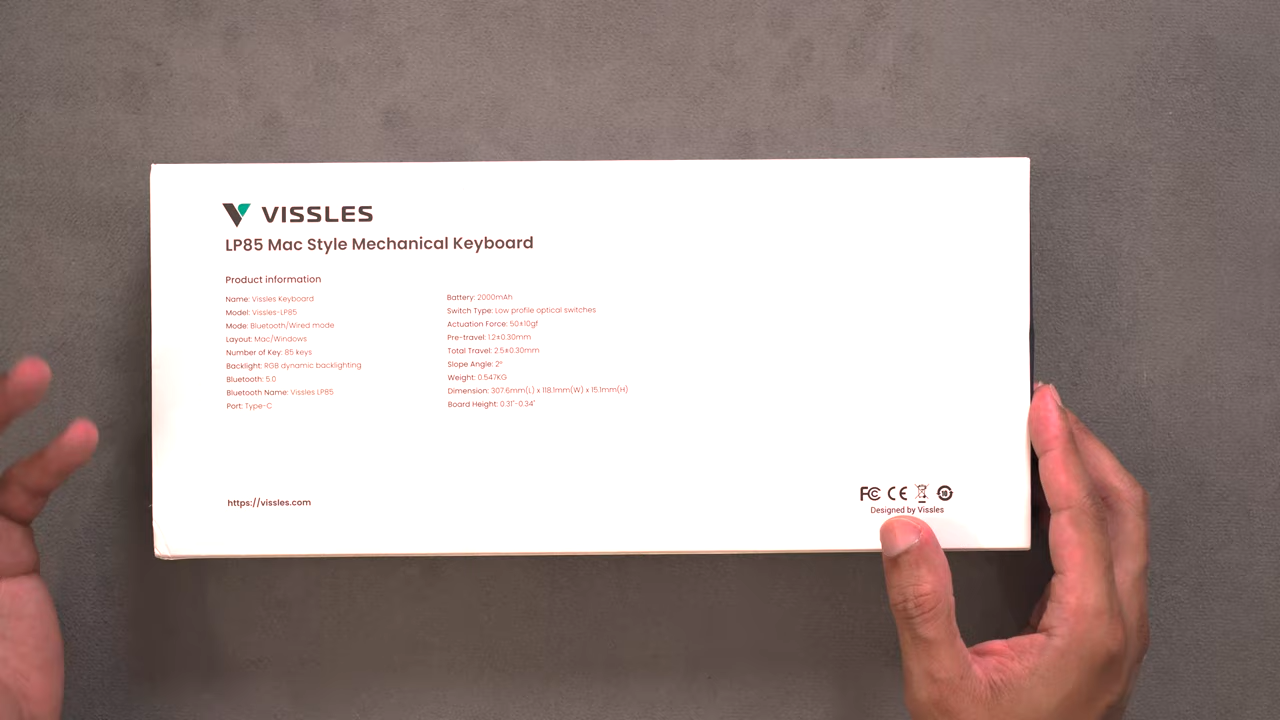 VISSLES
LP85 Mac Style Mechanical Keyboard
Product information
Name: Vissles Keyboard
Model: Vissles-LP85
Mode: Bluetooth/Wired mode
Layout: Mac/Windows
Number of Key: 85 keys
Backlight: RGB dynamic backlighting
Bluetooth: 5.0
Bluetooth Name: Vissles LP85
Port: Type-C
Battery: 2000mAh
Switch Type: Low profile optical switches
Actuation Force: 50±10gf
Pre-travel: 1.2±0.30mm
Total Travel: 2.5±0.30mm
Slope Angle: 2°
Weight: 0.547KG
Dimension: 307.6mm(L) x 118.1mm(W) x 15.1mm(H)
Board Height: 0.31"-0.34"
https://vissles.com
FC CE 10
Designed by Vissles